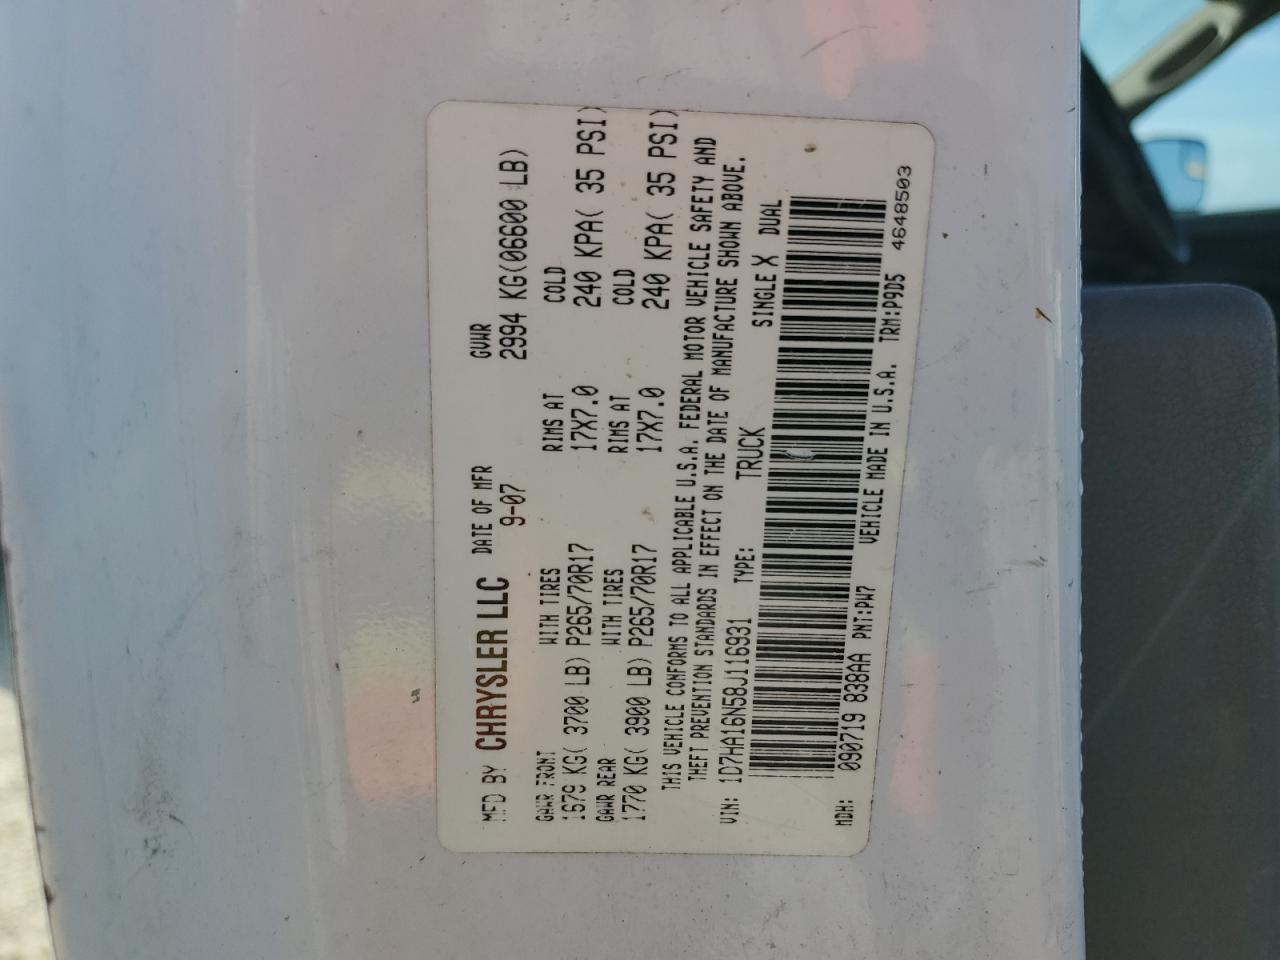 MFD BY CHRYSLER LLC DATE OF MFR 9-07 GVWR 2994 KG(06600 LB)
GAWR FRONT WITH TIRES RIMS AT COLD
1679 KG( 3700 LB) P265/70R17 17X7.0 240 KPA( 35 PSI)
GAWR REAR WITH TIRES RIMS AT COLD
1770 KG( 3900 LB) P265/70R17 17X7.0 240 KPA( 35 PSI)
THIS VEHICLE CONFORMS TO ALL APPLICABLE U.S.A. FEDERAL MOTOR VEHICLE SAFETY AND
THEFT PREVENTION STANDARDS IN EFFECT ON THE DATE OF MANUFACTURE SHOWN ABOVE.
VIN: 1D7HA16N58J116931 TYPE: TRUCK SINGLE X DUAL
MDH: 090719 838AA PNT:PW7 VEHICLE MADE IN U.S.A. TRM:P9D5 4648503